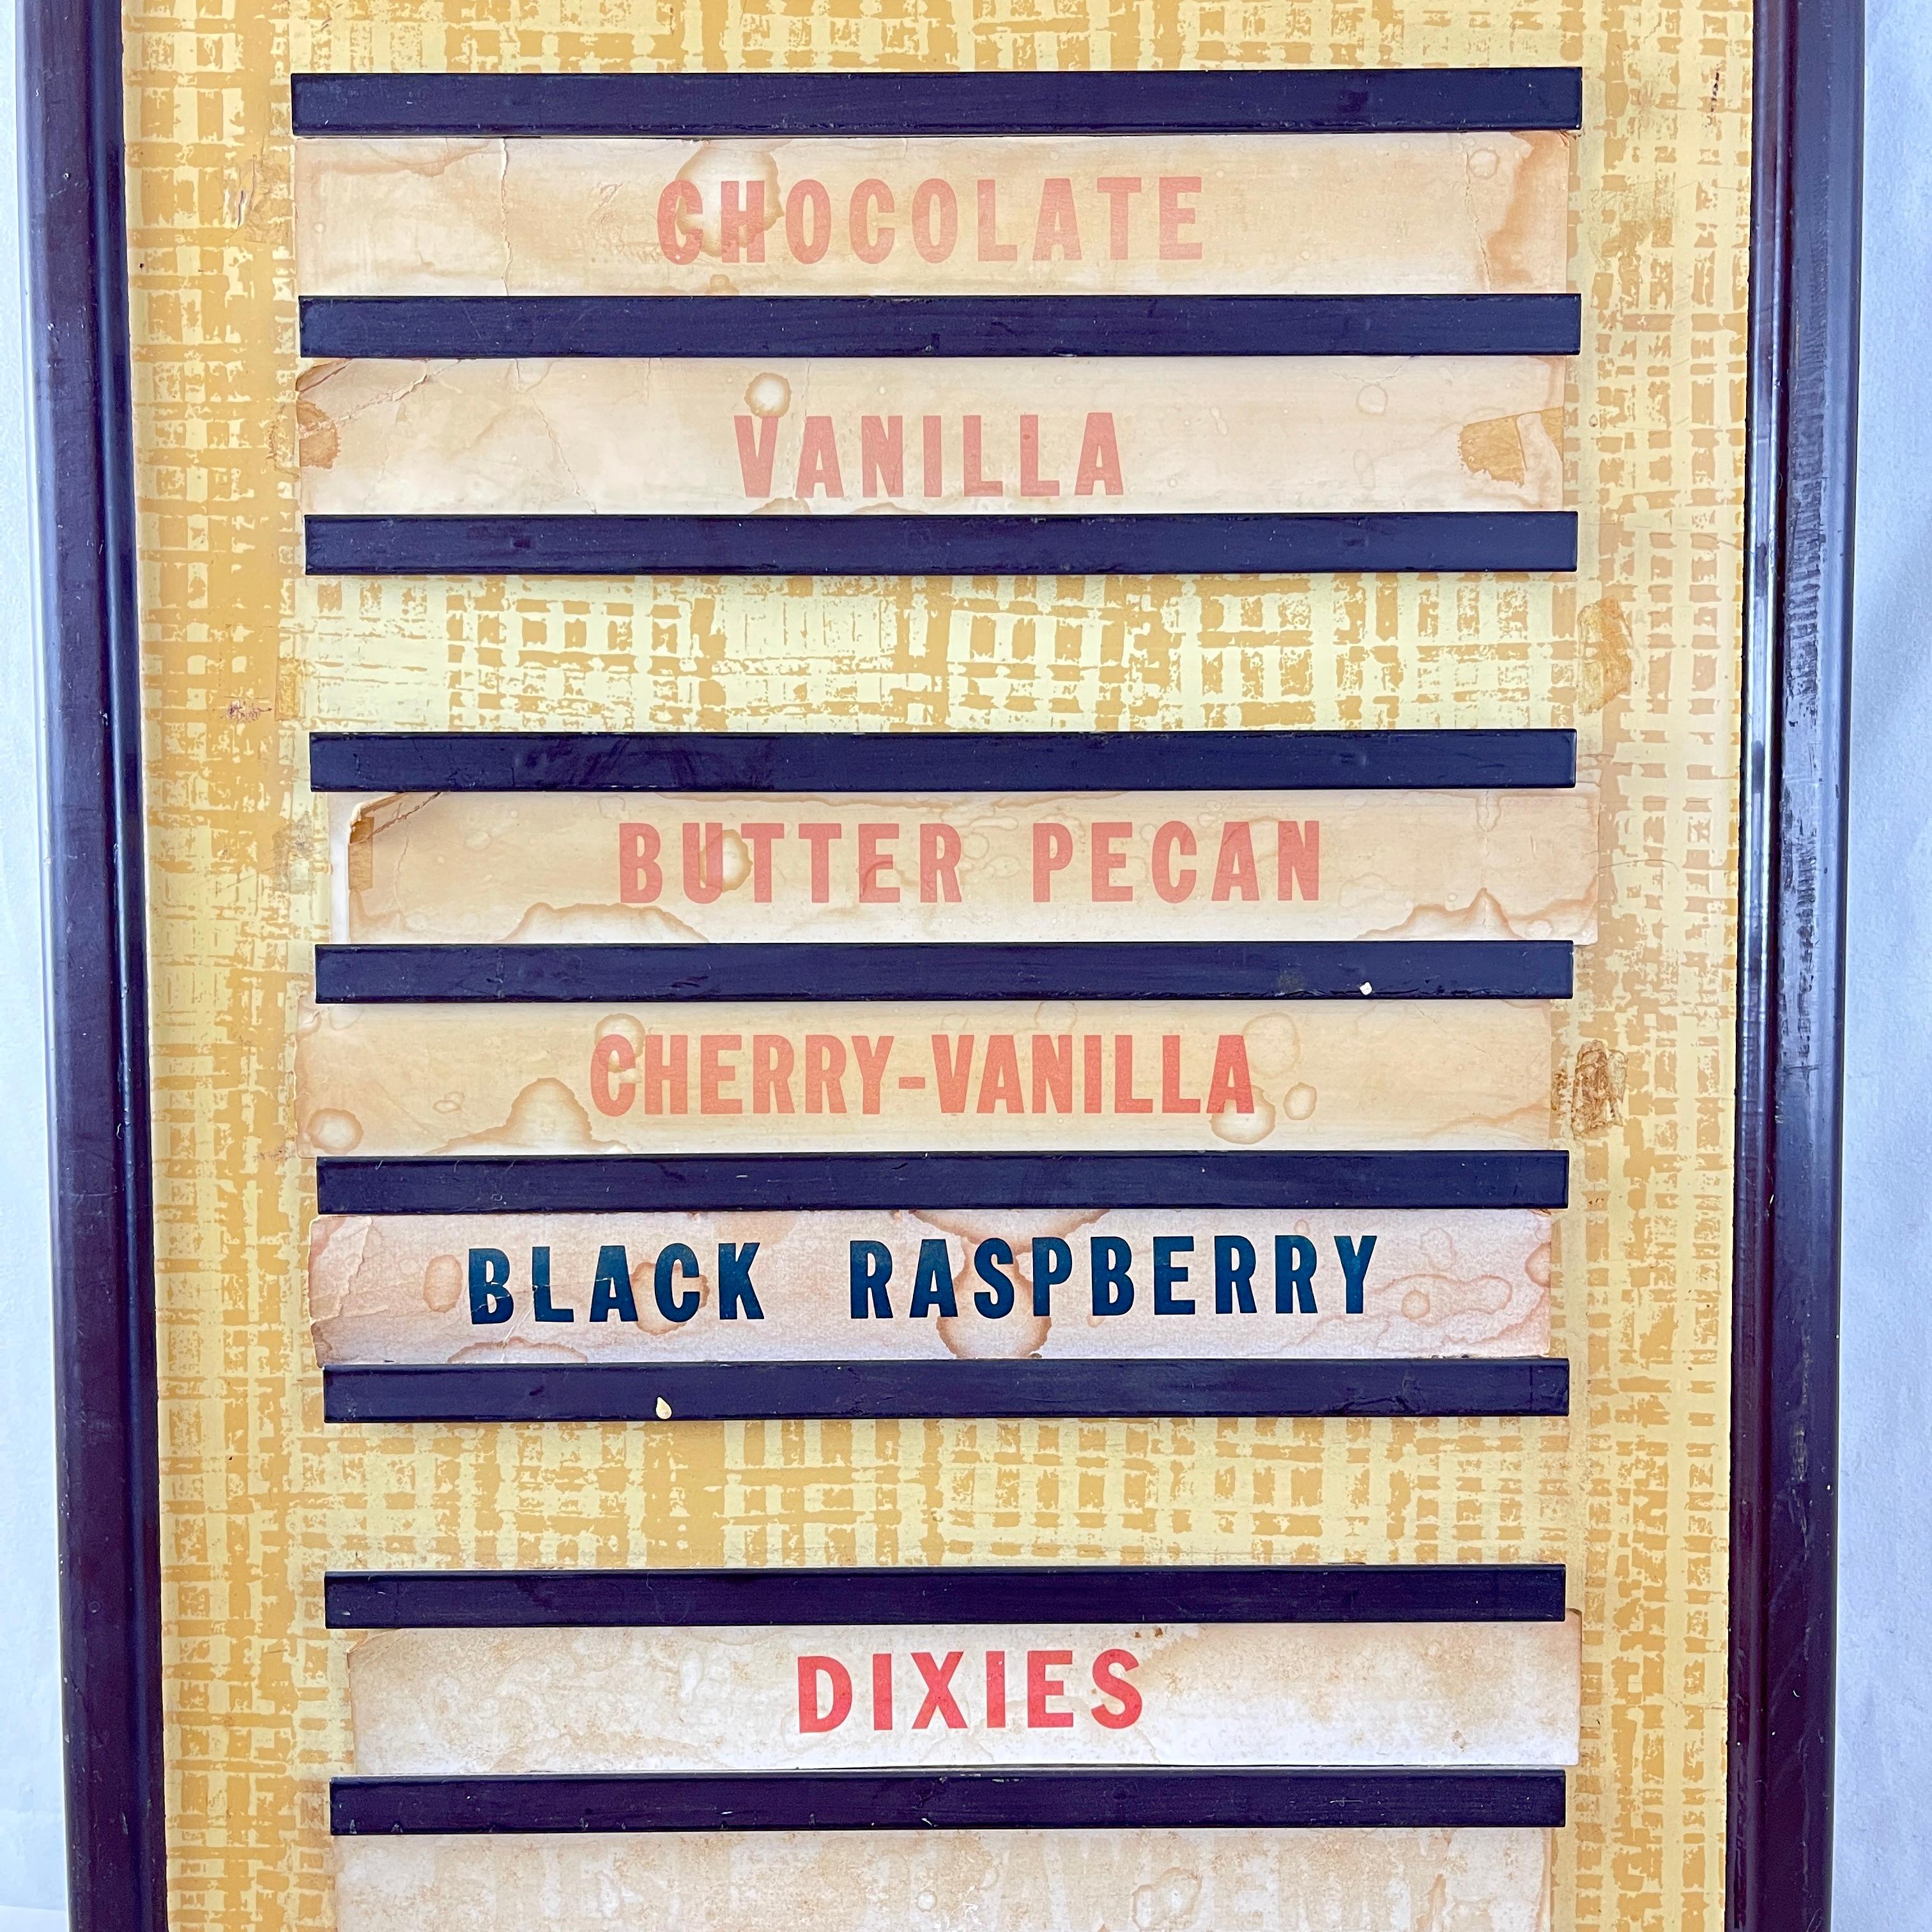 CHOCOLATE
VANILLA
BUTTER PECAN
CHERRY-VANILLA
BLACK RASPBERRY
DIXIES